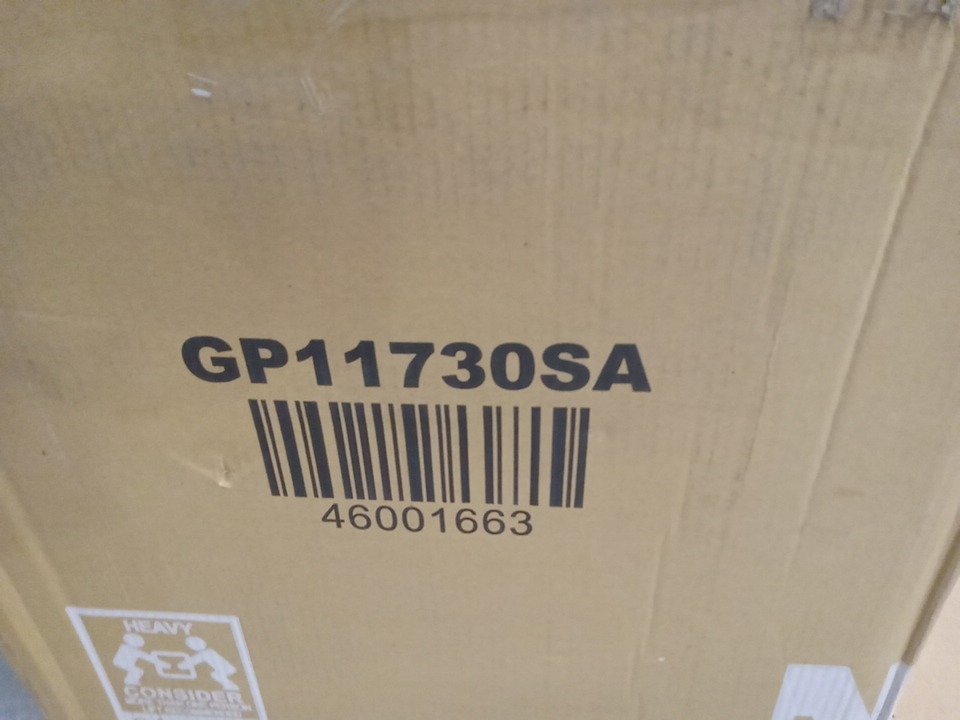 GP11730SA
46001663
HEAVY
CONSIDER